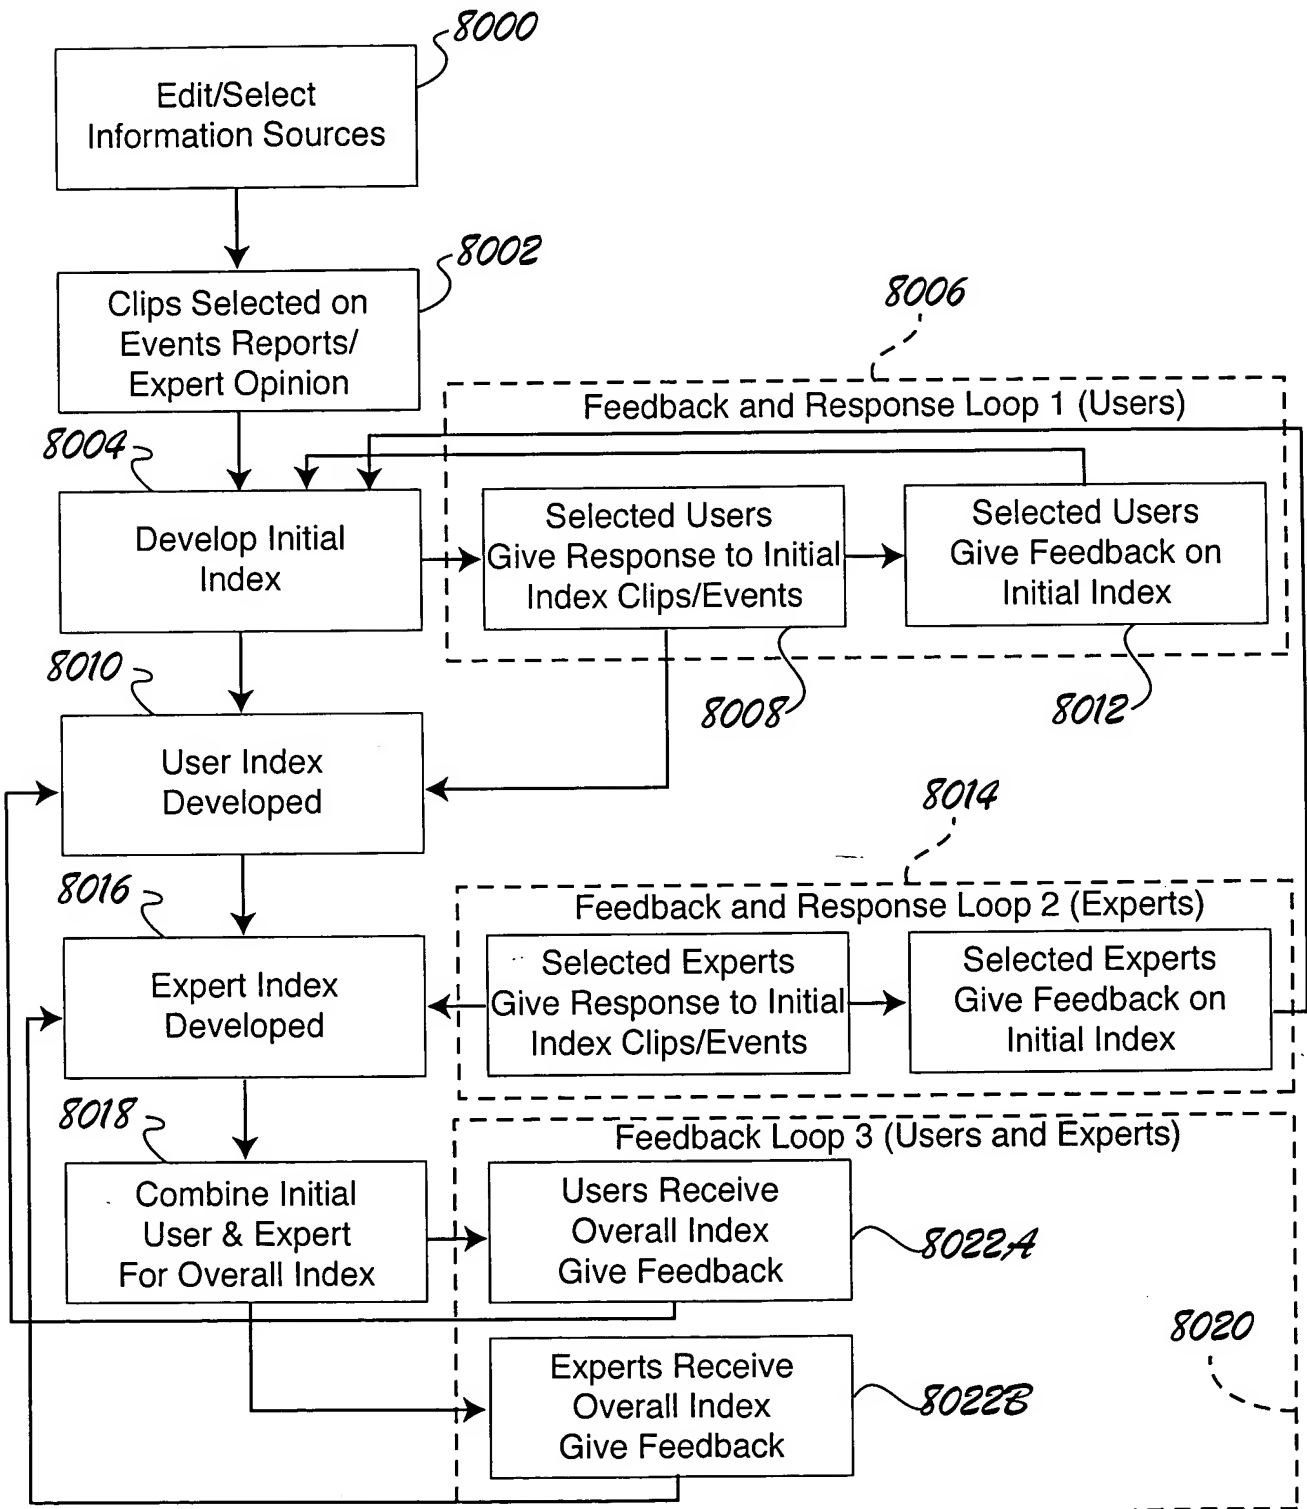 8000
Edit/Select
Information Sources
8002
Clips Selected on
Events Reports/
Expert Opinion
8006
Feedback and Response Loop 1 (Users)
8004
Develop Initial
Index
Selected Users
Give Response to Initial
Index Clips/Events
Selected Users
Give Feedback on
Initial Index
8008
8012
8010
User Index
Developed
8014
8016
Feedback and Response Loop 2 (Experts)
Expert Index
Developed
Selected Experts
Give Response to Initial
Index Clips/Events
Selected Experts
Give Feedback on
Initial Index
8018
Feedback Loop 3 (Users and Experts)
Combine Initial
User & Expert
For Overall Index
Users Receive
Overall Index
Give Feedback
8022A
8020
Experts Receive
Overall Index
Give Feedback
8022B